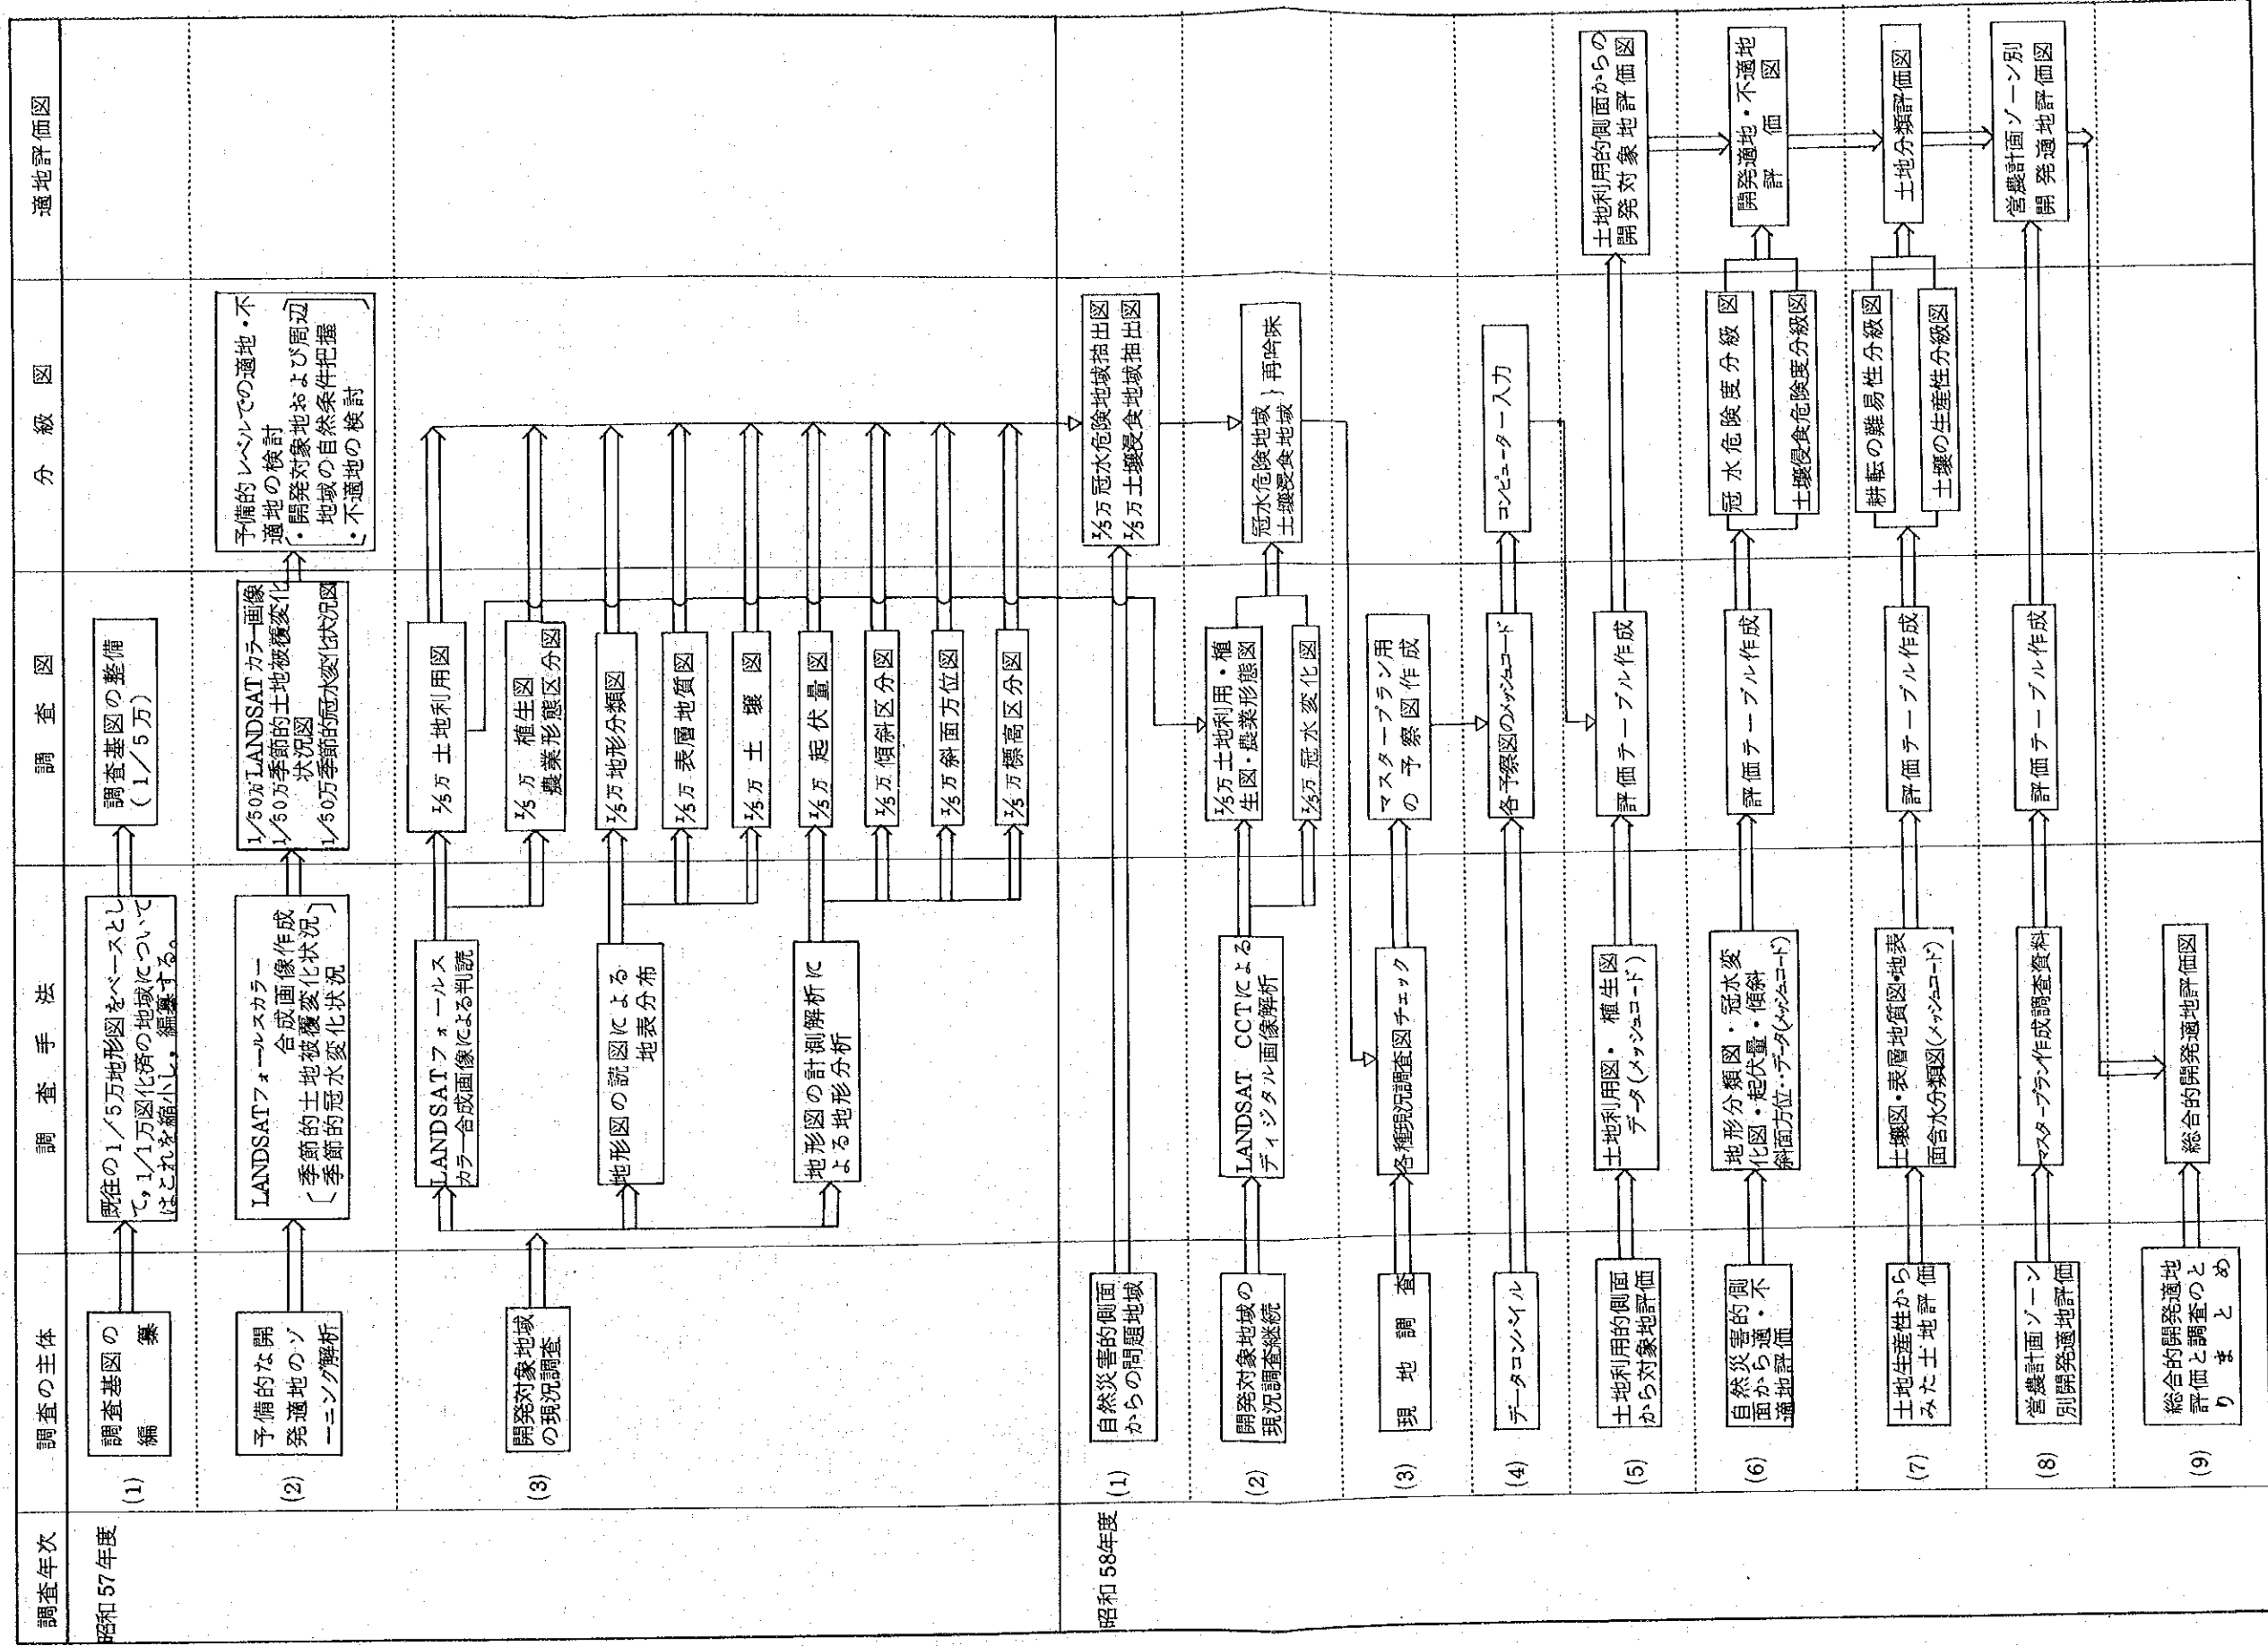 調査年次
調査の主体
調査手法
調査図
分級図
適地評価図
昭和57年度
(1)
調査基図の
編纂
既往の1/5万地形図をベースとし
て,1/1万図化済の地域について
はこれを縮小し,編纂する。
調査基図の整備
(1/5万)
(2)
予備的な開
発適地のゾ
ーニング解析
LANDSATフォールスカラー
合成画像作成
季節的土地被覆変化状況
季節的冠水変化状況
1/50万LANDSATカラー画像
1/50万季節的土地被覆変化
状況図
1/50万季節的冠水変化状況図
予備的レベルでの適地・不
適地の検討
・開発対象地および周辺
地域の自然条件把握
・不適地の検討
(3)
開発対象地域
の現況調査
LANDSATフォールス
カラー合成画像による判読
地形図の読図による
地表分布
地形図の計測解析に
よる地形分析
1/5万 土地利用図
1/5万 植生図
農業形態区分図
1/5万 地形分類図
1/5万 表層地質図
1/5万 土壌図
1/5万 起伏量図
1/5万 傾斜区分図
1/5万 斜面方位図
1/5万 標高区分図
昭和58年度
(1)
自然災害的側面
からの問題地域
1/5万 冠水危険地域抽出図
1/5万 土壌浸食地域抽出図
(2)
開発対象地域の
現況調査継続
LANDSAT CCTによる
ディジタル画像解析
1/5万 土地利用・植
生図・農業形態図
1/5万 冠水変化図
冠水危険地域
土壌浸食地域 } 再吟味
(3)
現地調査
各種現況調査図チェック
マスタープラン用
の予察図作成
(4)
データコンパイル
各予察図のメッシュコード
コンピューター入力
(5)
土地利用的側面
から対象地評価
土地利用図・植生図
データ(メッシュコード)
評価テーブル作成
土地利用的側面からの
開発対象地評価図
(6)
自然災害的側
面から適・不
適地評価
地形分類図・冠水変
化図・起伏量・傾斜
斜面方位・データ(メッシュコード)
評価テーブル作成
冠水危険度分級図
土壌侵食危険度分級図
開発適地・不適地
評価図
(7)
土地生産性から
みた土地評価
土壌図・表層地質図・地表
面含水分類図(メッシュコード)
評価テーブル作成
耕転の難易性分級図
土壌の生産性分級図
土地分類評価図
(8)
営農計画ゾーン
別開発適地評価
マスタープラン作成調査資料
評価テーブル作成
営農計画ゾーン別
開発適地評価図
(9)
総合的開発適地
評価と調査のと
りまとめ
総合的開発適地評価図